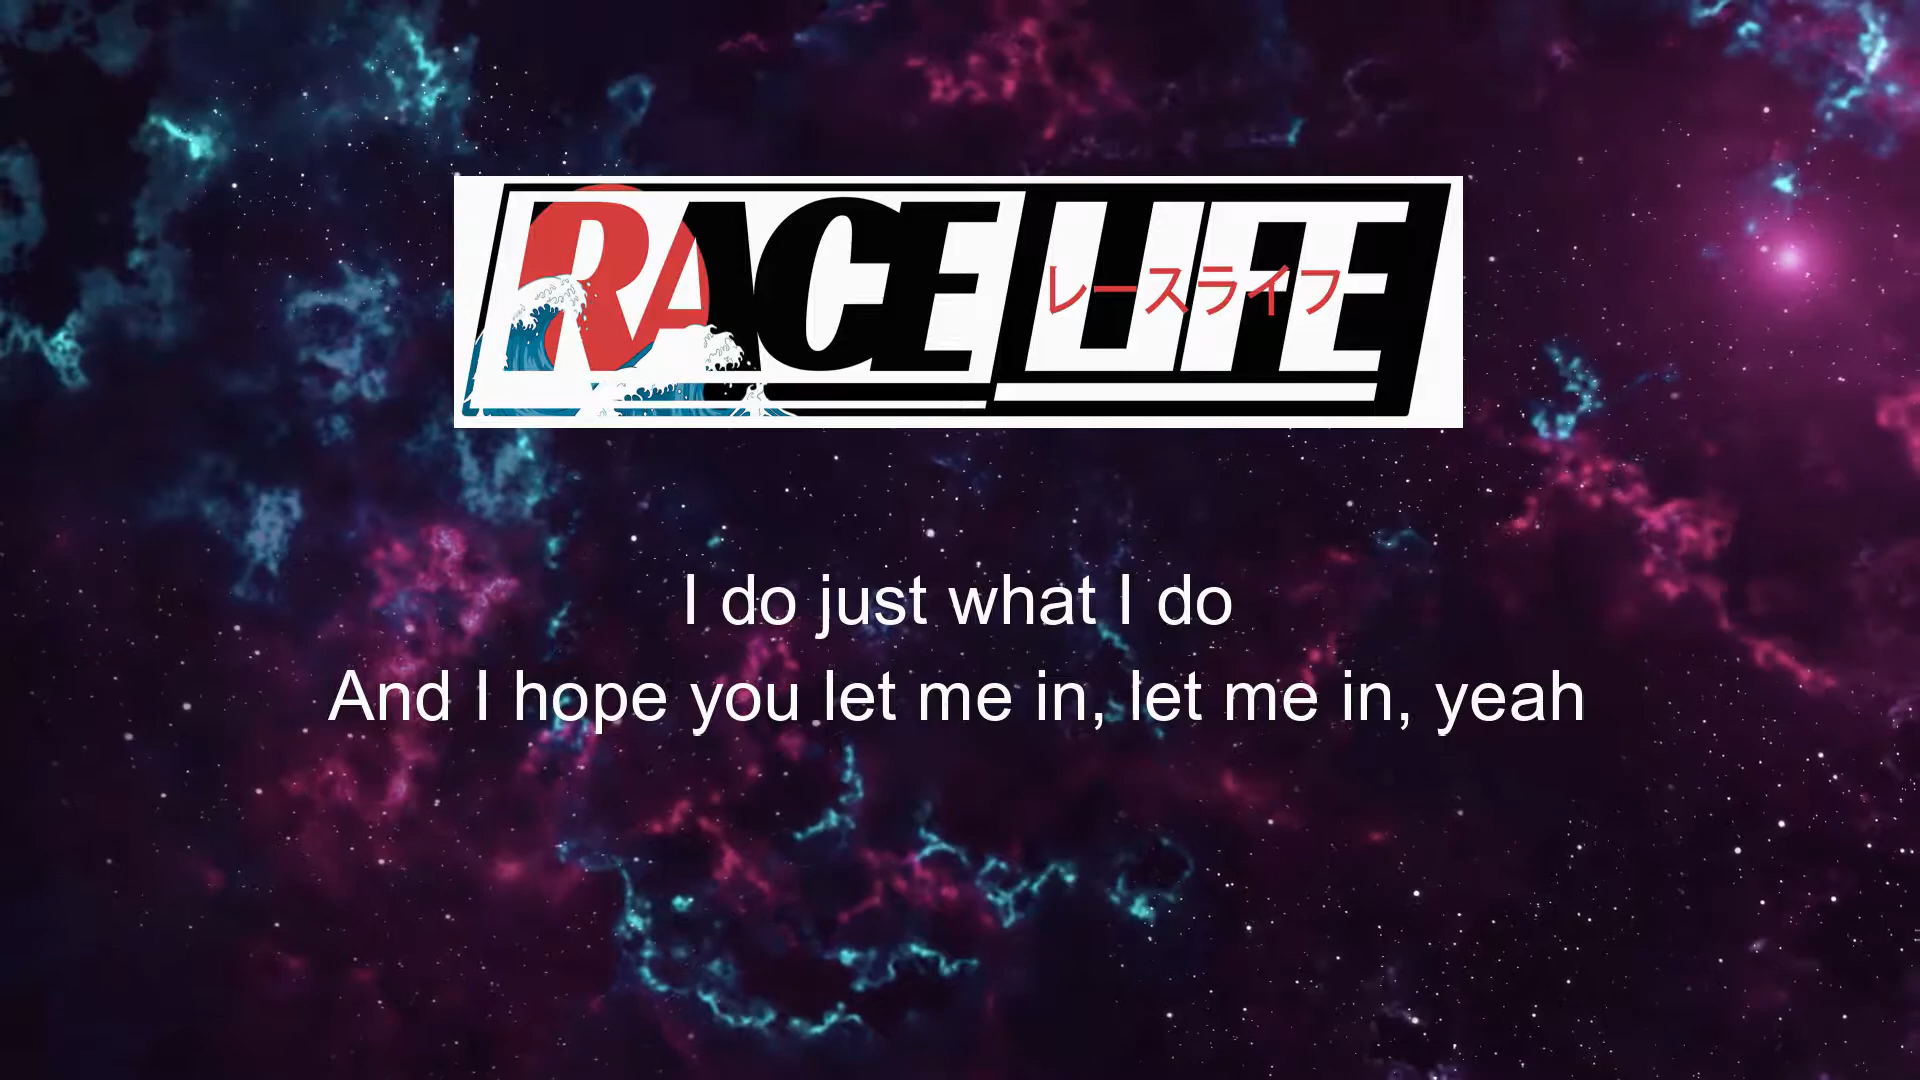 RACE LIFE
レースライフ
I do just what I do
And I hope you let me in, let me in, yeah